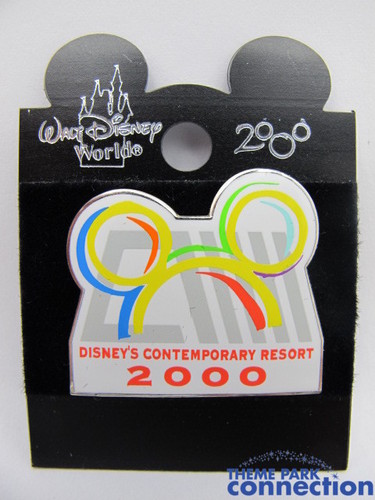 WALT DISNEY World®
2000
DISNEY'S CONTEMPORARY RESORT
2000
THEME PARK
connection